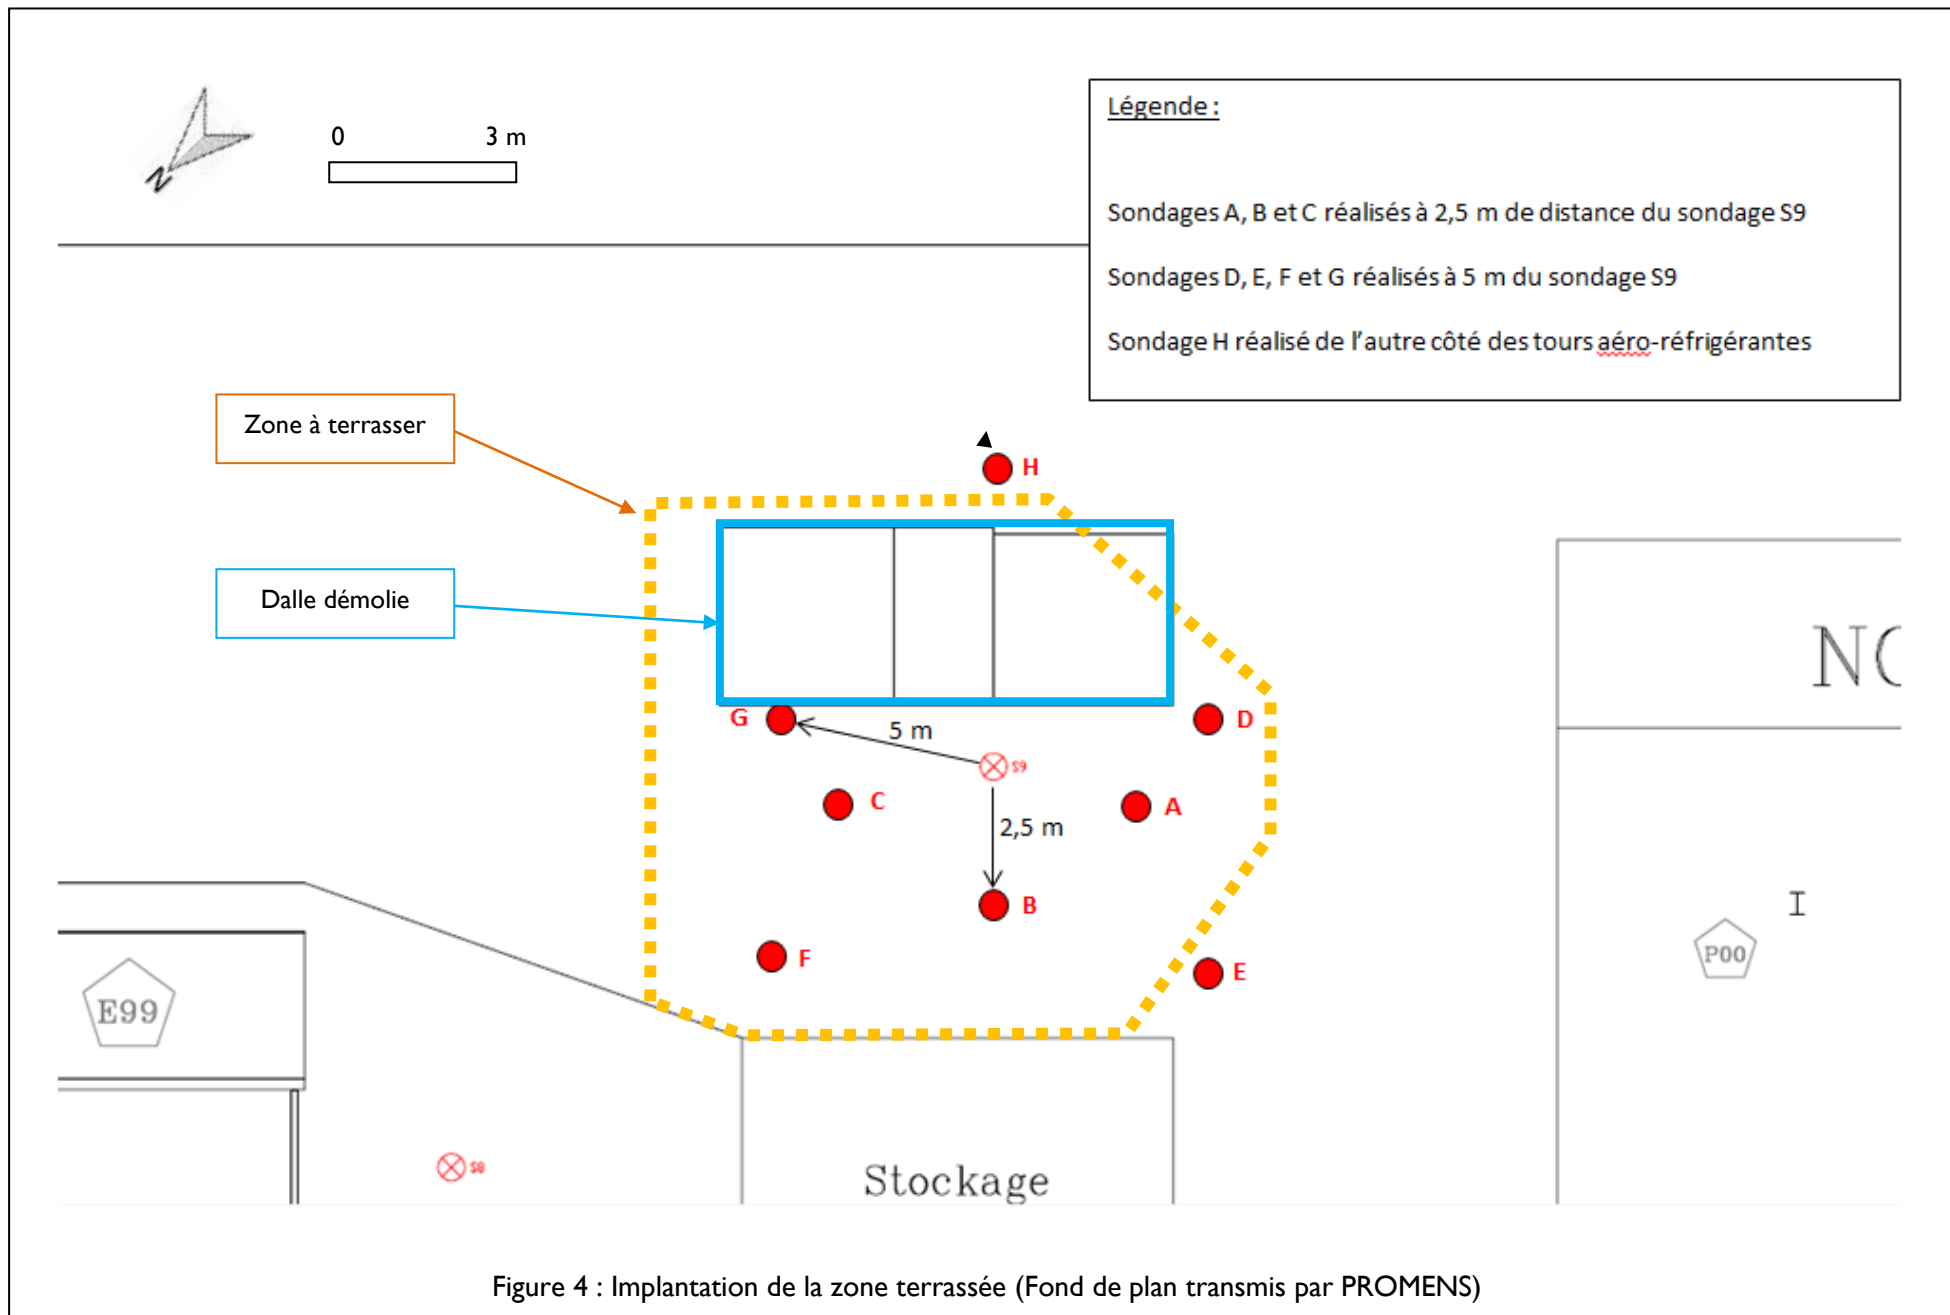 N
0 3 m
Légende :
Sondages A, B et C réalisés à 2,5 m de distance du sondage S9
Sondages D, E, F et G réalisés à 5 m du sondage S9
Sondage H réalisé de l'autre côté des tours aéro-réfrigérantes
Zone à terrasser
H
Dalle démolie
NC
G
5 m
D
S9
C
A
2,5 m
B
I
F
E
P00
E99
S8
Stockage
Figure 4 : Implantation de la zone terrassée (Fond de plan transmis par PROMENS)